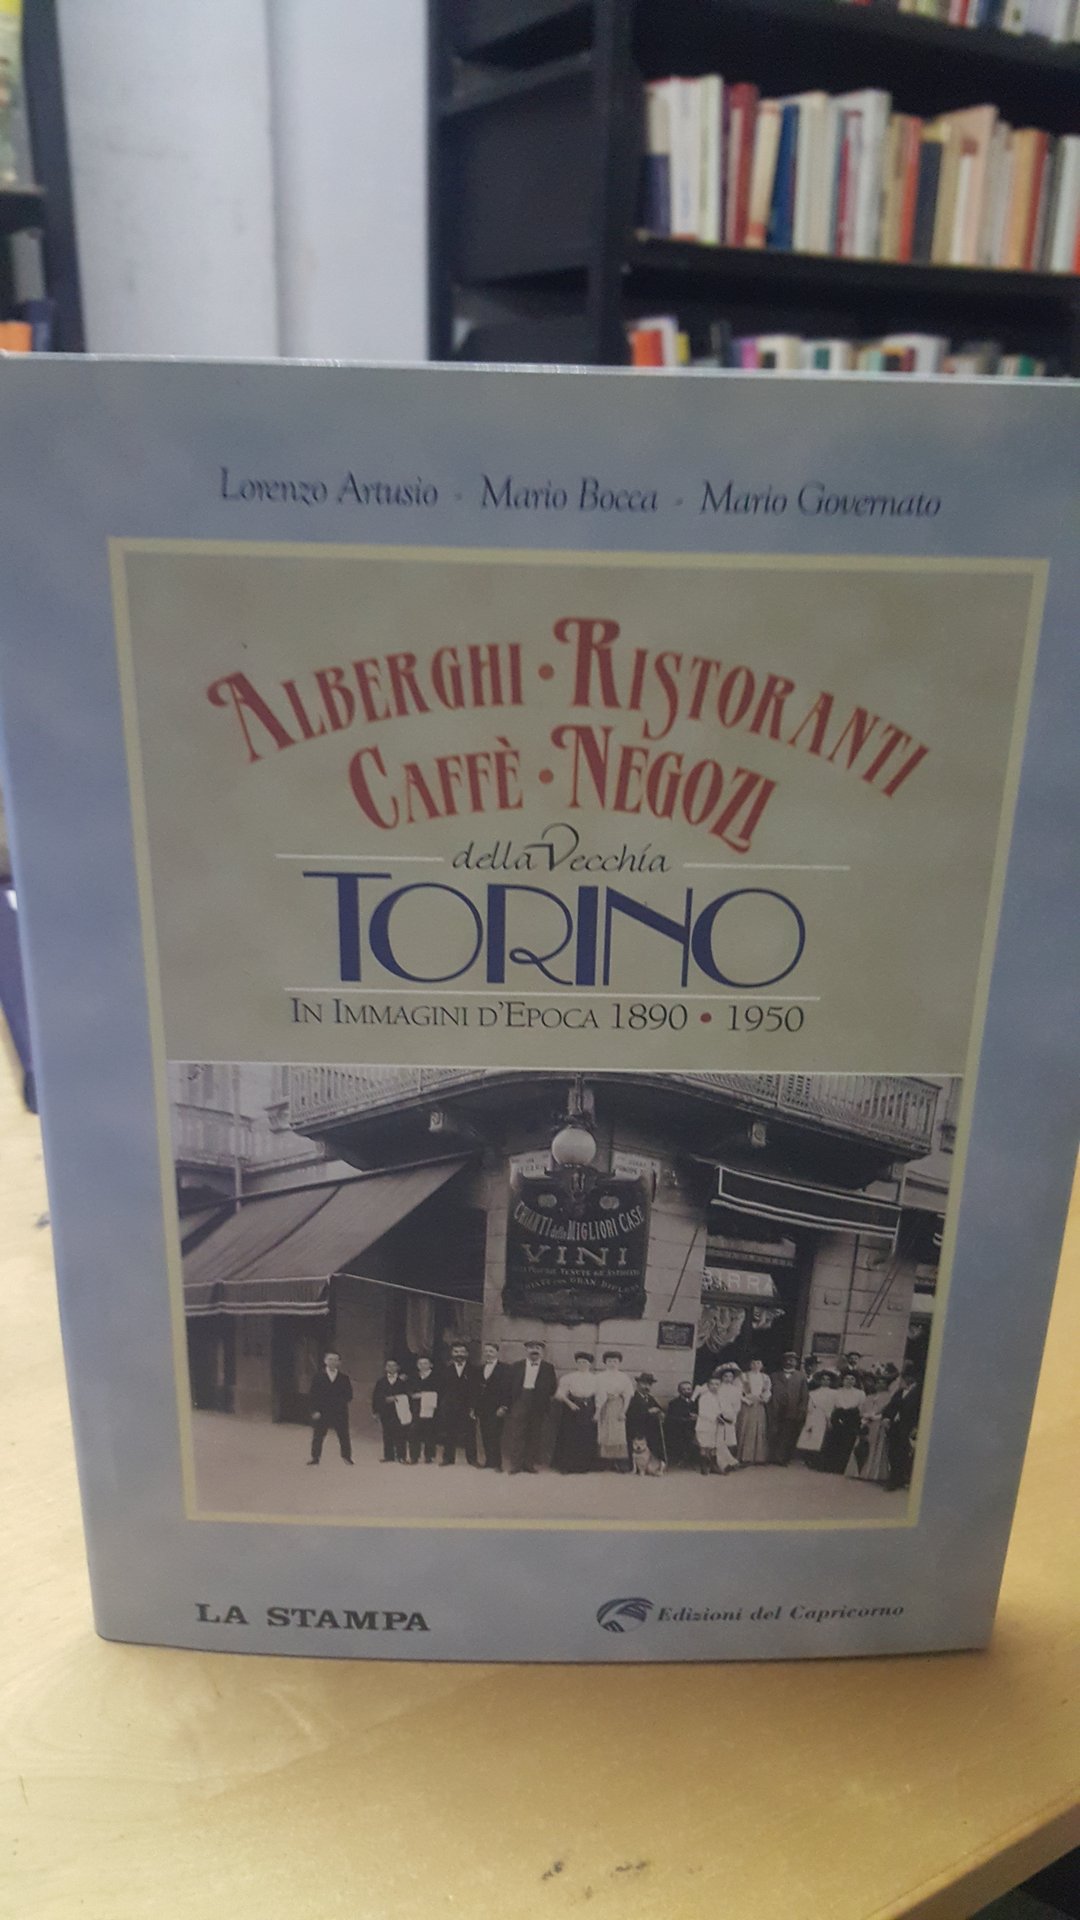 Lorenzo Artusio - Mario Bocca - Mario Governato
ALBERGHI • RISTORANTI
CAFFÈ • NEGOZI
della Vecchia
TORINO
IN IMMAGINI D'EPOCA 1890 • 1950
CHIANTI delle MIGLIORI CASE
VINI
LA STAMPA
Edizioni del Capricorno